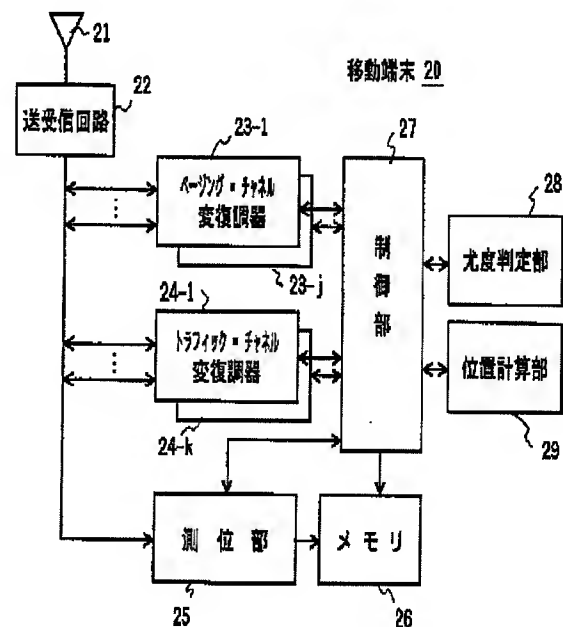 21
移動端末 20
22
送受信回路
23-1
27
ページング・チャネル
変復調器
28
制御部
尤度判定部
23-j
24-1
トラフィック・チャネル
変復調器
位置計算部
24-k
29
測位部
メモリ
25
26